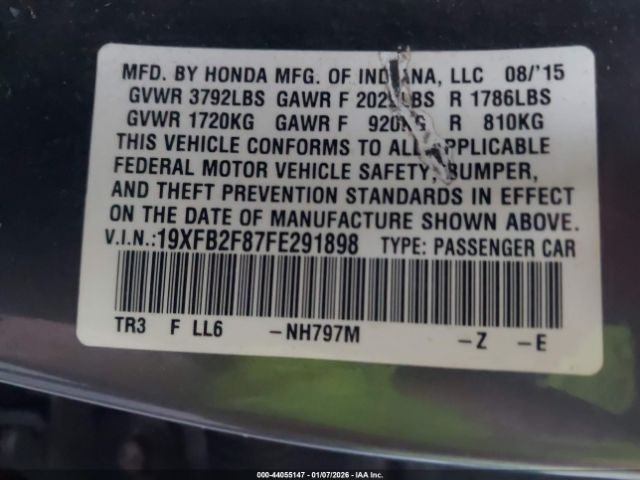 MFD. BY HONDA MFG. OF INDIANA, LLC 08/'15
GVWR 3792LBS GAWR F 2029LBS R 1786LBS
GVWR 1720KG GAWR F 920KG R 810KG
THIS VEHICLE CONFORMS TO ALL APPLICABLE
FEDERAL MOTOR VEHICLE SAFETY, BUMPER,
AND THEFT PREVENTION STANDARDS IN EFFECT
ON THE DATE OF MANUFACTURE SHOWN ABOVE.
V.I.N.:19XFB2F87FE291898 TYPE: PASSENGER CAR
TR3 F LL6 -NH797M -Z -E
000-44055147 | 01/07/2026 | IAA Inc.